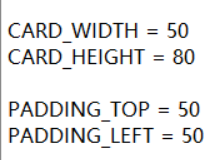 CARD_WIDTH = 50
CARD_HEIGHT = 80
PADDING_TOP = 50
PADDING_LEFT = 50